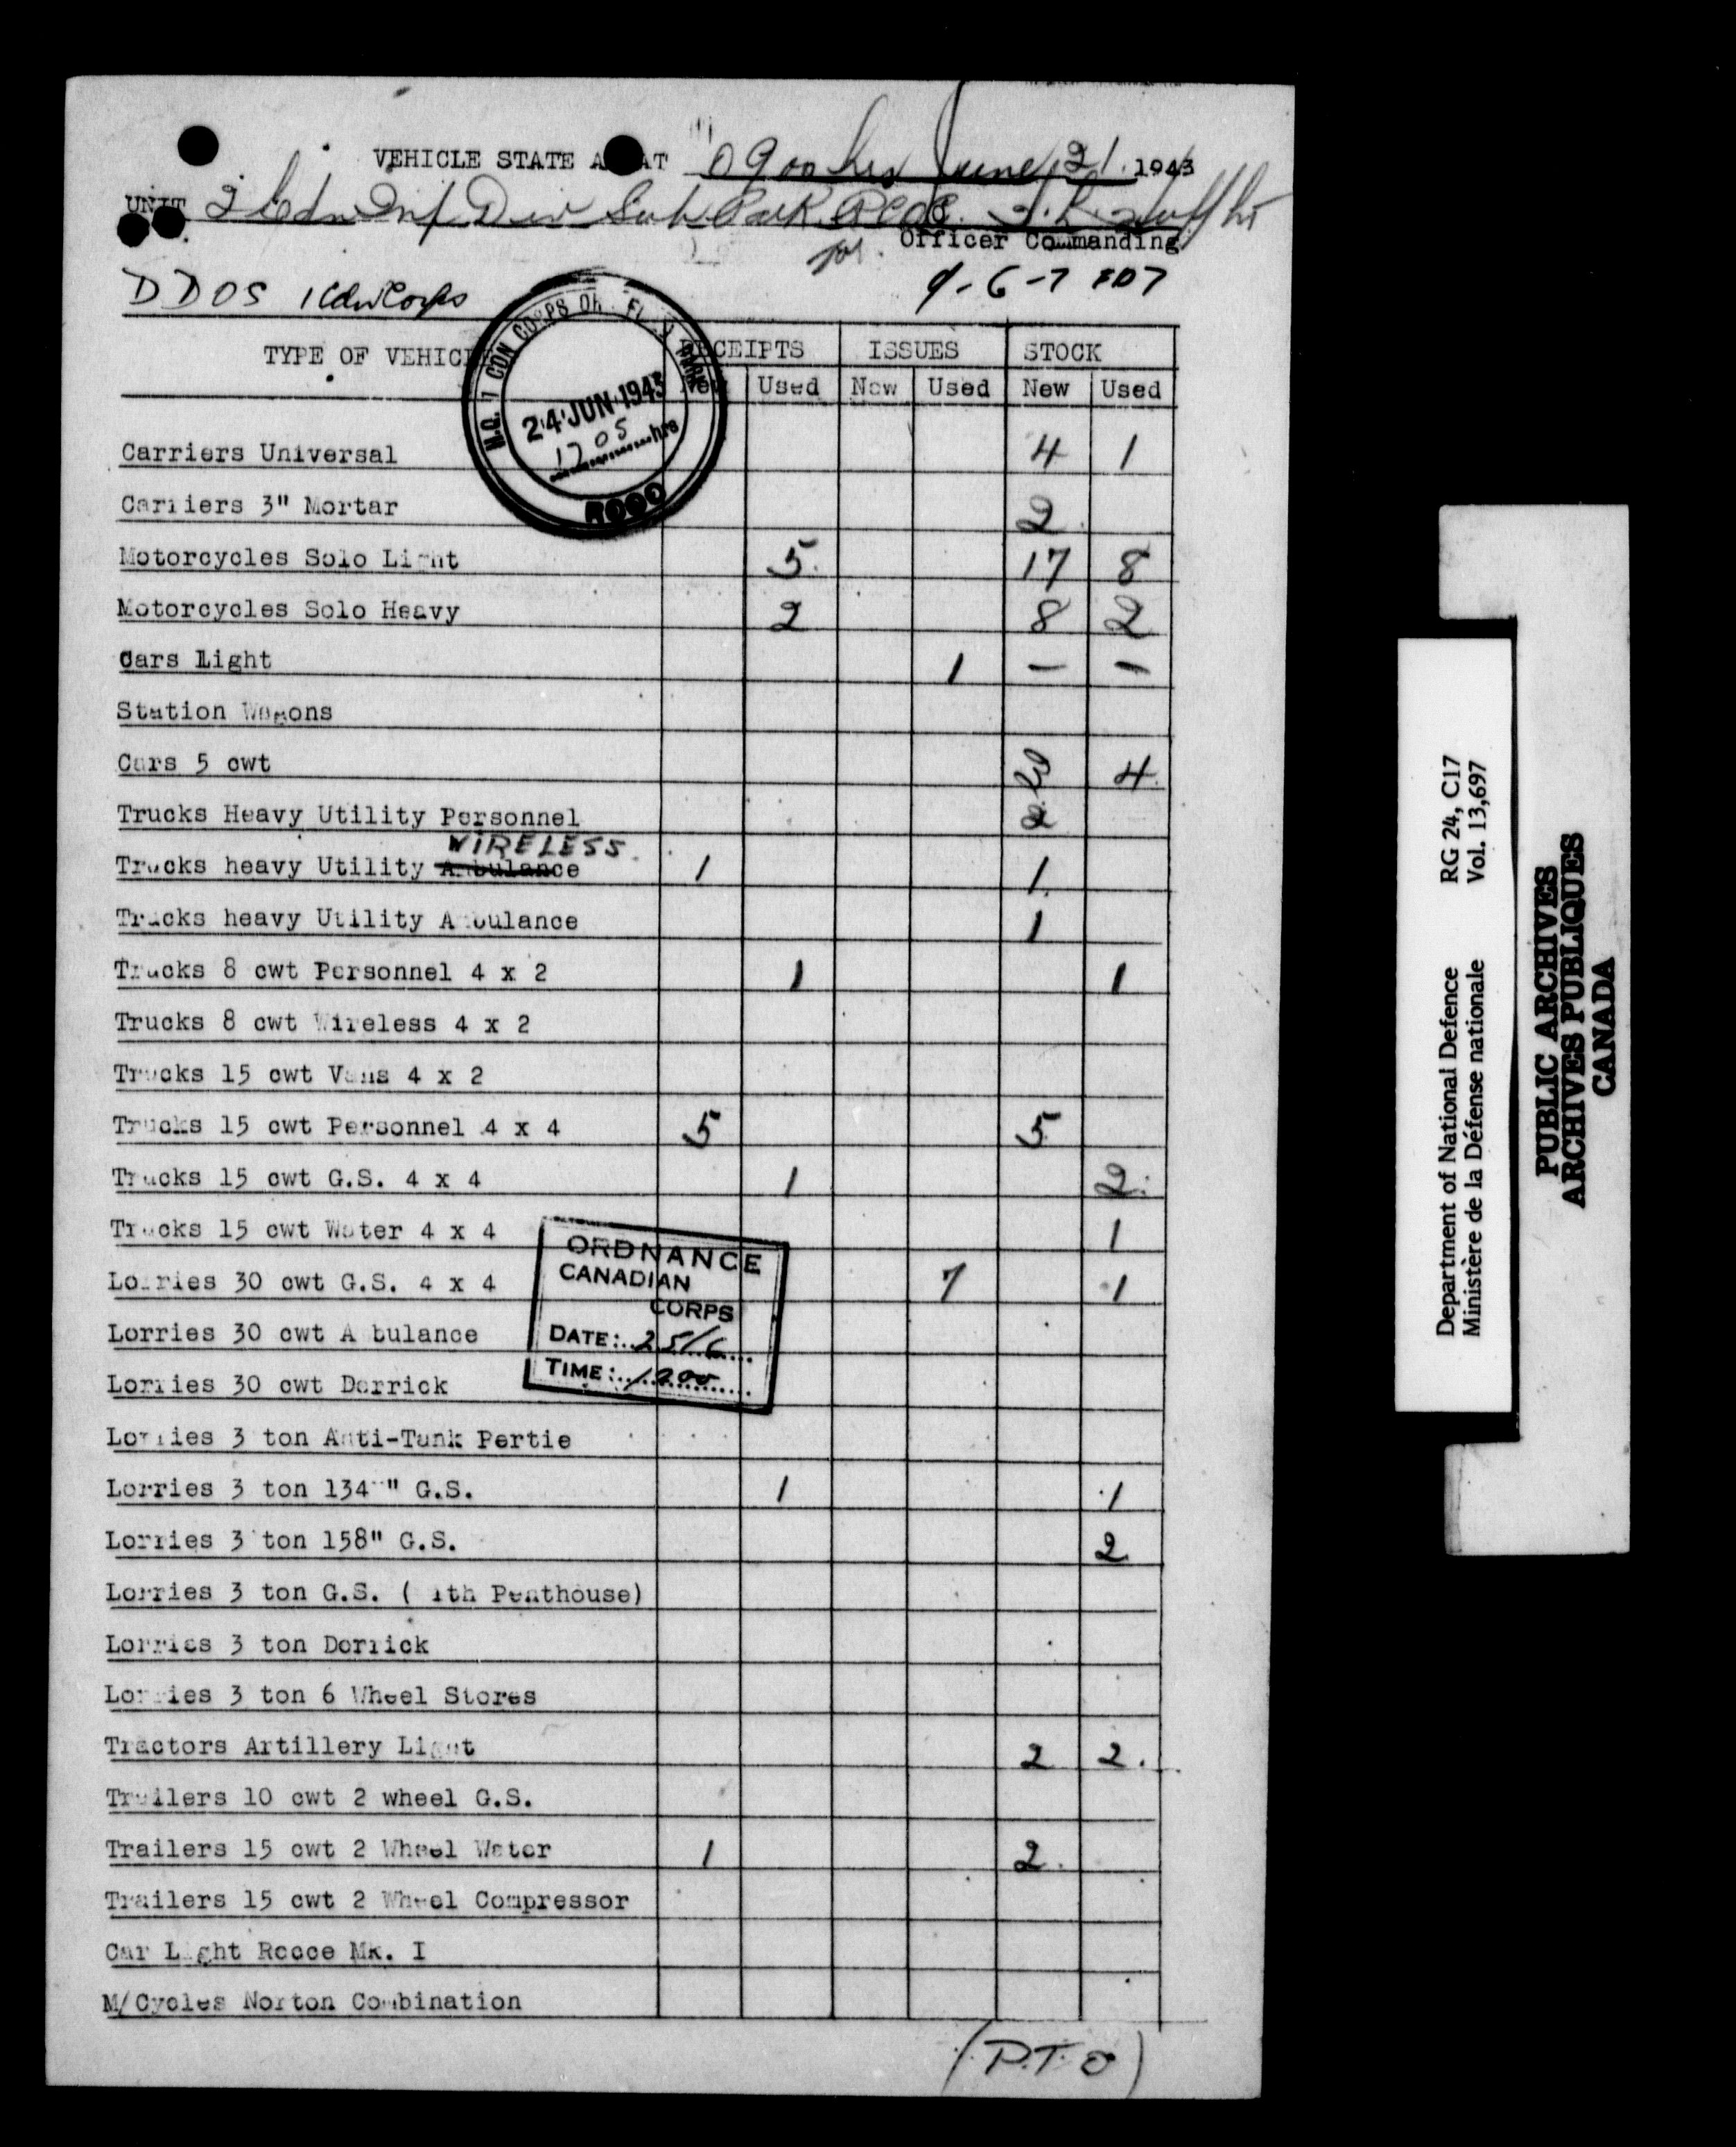 VEHICLE STATE A AT 0900 hrs June 21. 1943
UNIT 2 Cdn Inf Div Sub Park RCOC.
for. Officer Commanding
DDOS 1 Cdn Corps 9-6-7
H.Q. 1 CDN CORPS OR FI D PARK
24 JUN 1943
1705 hrs
RCOC
TYPE OF VEHIC RECEIPTS ISSUES STOCK
New Used New Used New Used
Carriers Universal 4 1
Carriers 3" Mortar 2
Motorcycles Solo Light 5 17 8
Motorcycles Solo Heavy 2 8 2
Cars Light 1 — —
Station Wagons
Cars 5 cwt 4
Trucks Heavy Utility Personnel 2
WIRELESS
Trucks heavy Utility Ambulance 1 1
Trucks heavy Utility Ambulance 1
Trucks 8 cwt Personnel 4 x 2 1 1
Trucks 8 cwt Wireless 4 x 2
Trucks 15 cwt Vans 4 x 2
Trucks 15 cwt Personnel 4 x 4 5 5
Trucks 15 cwt G.S. 4 x 4 1 2
Trucks 15 cwt Water 4 x 4 1
Lorries 30 cwt G.S. 4 x 4 7 1
Lorries 30 cwt Ambulance
Lorries 30 cwt Derrick
ORDNANCE
CANADIAN
CORPS
DATE: 25/6
TIME: 1200
Lorries 3 ton Anti-Tank Portie
Lorries 3 ton 134" G.S. 1 1
Lorries 3 ton 158" G.S. 2
Lorries 3 ton G.S. ( ith Penthouse)
Lorries 3 ton Derrick
Lorries 3 ton 6 Wheel Stores
Tractors Artillery Light 2 2
Trailers 10 cwt 2 wheel G.S.
Trailers 15 cwt 2 Wheel Water 1 2
Trailers 15 cwt 2 Wheel Compressor
Car Light Recce Mk. I
M/Cycles Norton Combination
(P.T.O)
Department of National Defence RG 24, C17
Ministère de la Défense nationale Vol. 13,697
PUBLIC ARCHIVES
ARCHIVES PUBLIQUES
CANADA